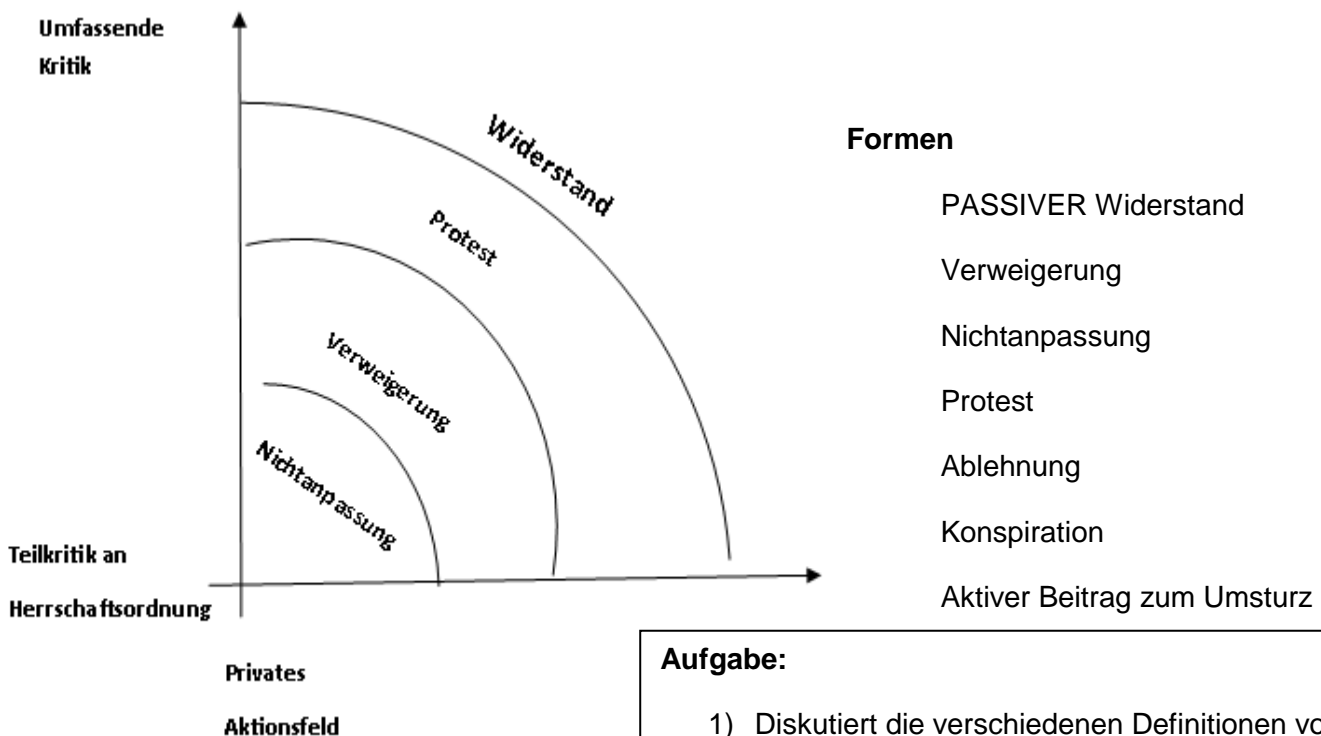 Umfassende
Kritik
Widerstand
Protest
Verweigerung
Nichtanpassung
Teilkritik an
Herrschaftsordnung
Privates
Aktionsfeld
Formen
PASSIVER Widerstand
Verweigerung
Nichtanpassung
Protest
Ablehnung
Konspiration
Aktiver Beitrag zum Umsturz
Aufgabe:
1) Diskutiert die verschiedenen Definitionen